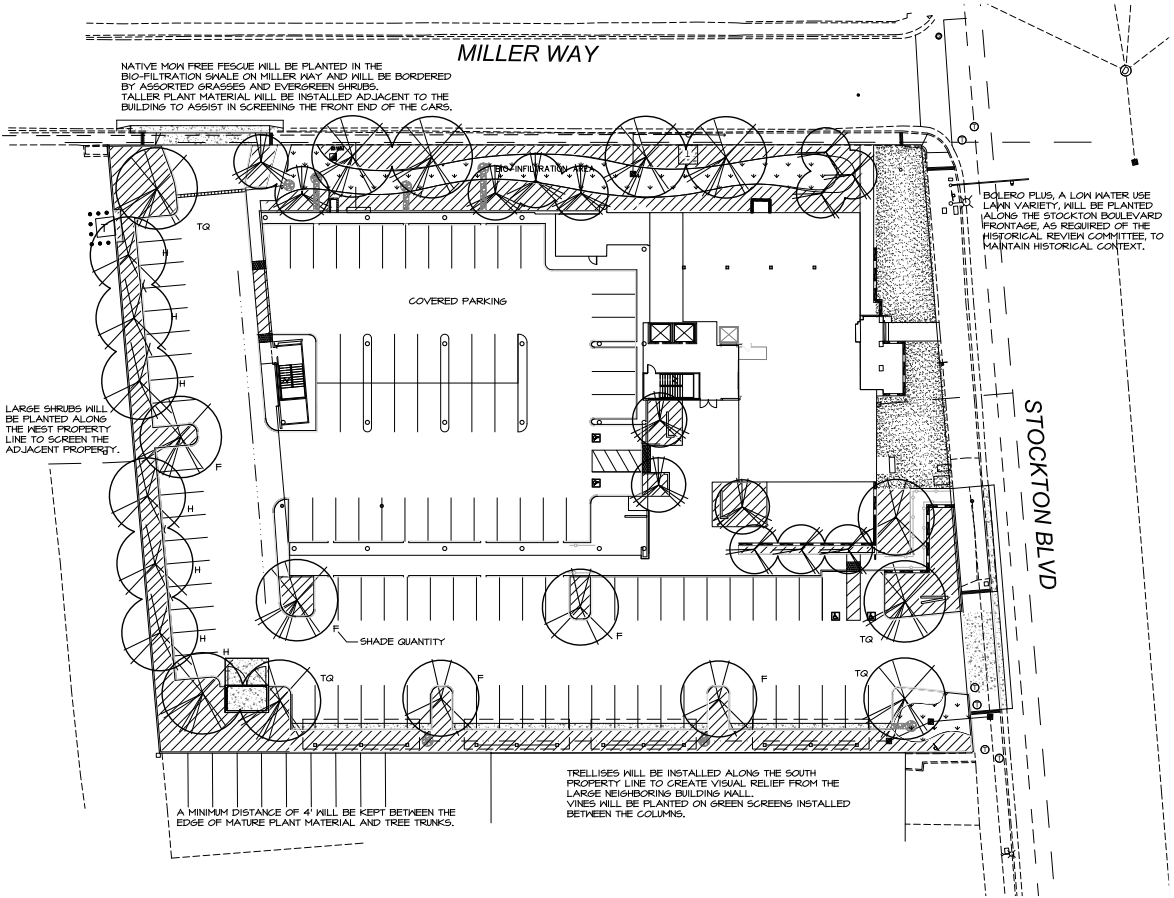 MILLER WAY
NATIVE MOW FREE FESCUE WILL BE PLANTED IN THE
BIO-FILTRATION SWALE ON MILLER WAY AND WILL BE BORDERED
BY ASSORTED GRASSES AND EVERGREEN SHRUBS.
TALLER PLANT MATERIAL WILL BE INSTALLED ADJACENT TO THE
BUILDING TO ASSIST IN SCREENING THE FRONT END OF THE CARS.
BIO-INFILTRATION AREA
BOLERO PLUS, A LOW WATER USE
LAWN VARIETY, WILL BE PLANTED
ALONG THE STOCKTON BOULEVARD
FRONTAGE, AS REQUIRED OF THE
HISTORICAL REVIEW COMMITTEE, TO
MAINTAIN HISTORICAL CONTEXT.
T
TQ
H
COVERED PARKING
H
H
LARGE SHRUBS WILL
BE PLANTED ALONG
THE WEST PROPERTY
LINE TO SCREEN THE
ADJACENT PROPERTY.
STOCKTON BLVD
F
H
H
H
H
F
SHADE QUANTITY
F
TQ
TQ
F
F
TQ
TRELLISES WILL BE INSTALLED ALONG THE SOUTH
PROPERTY LINE TO CREATE VISUAL RELIEF FROM THE
LARGE NEIGHBORING BUILDING WALL.
VINES WILL BE PLANTED ON GREEN SCREENS INSTALLED
BETWEEN THE COLUMNS.
A MINIMUM DISTANCE OF 4' WILL BE KEPT BETWEEN THE
EDGE OF MATURE PLANT MATERIAL AND TREE TRUNKS.